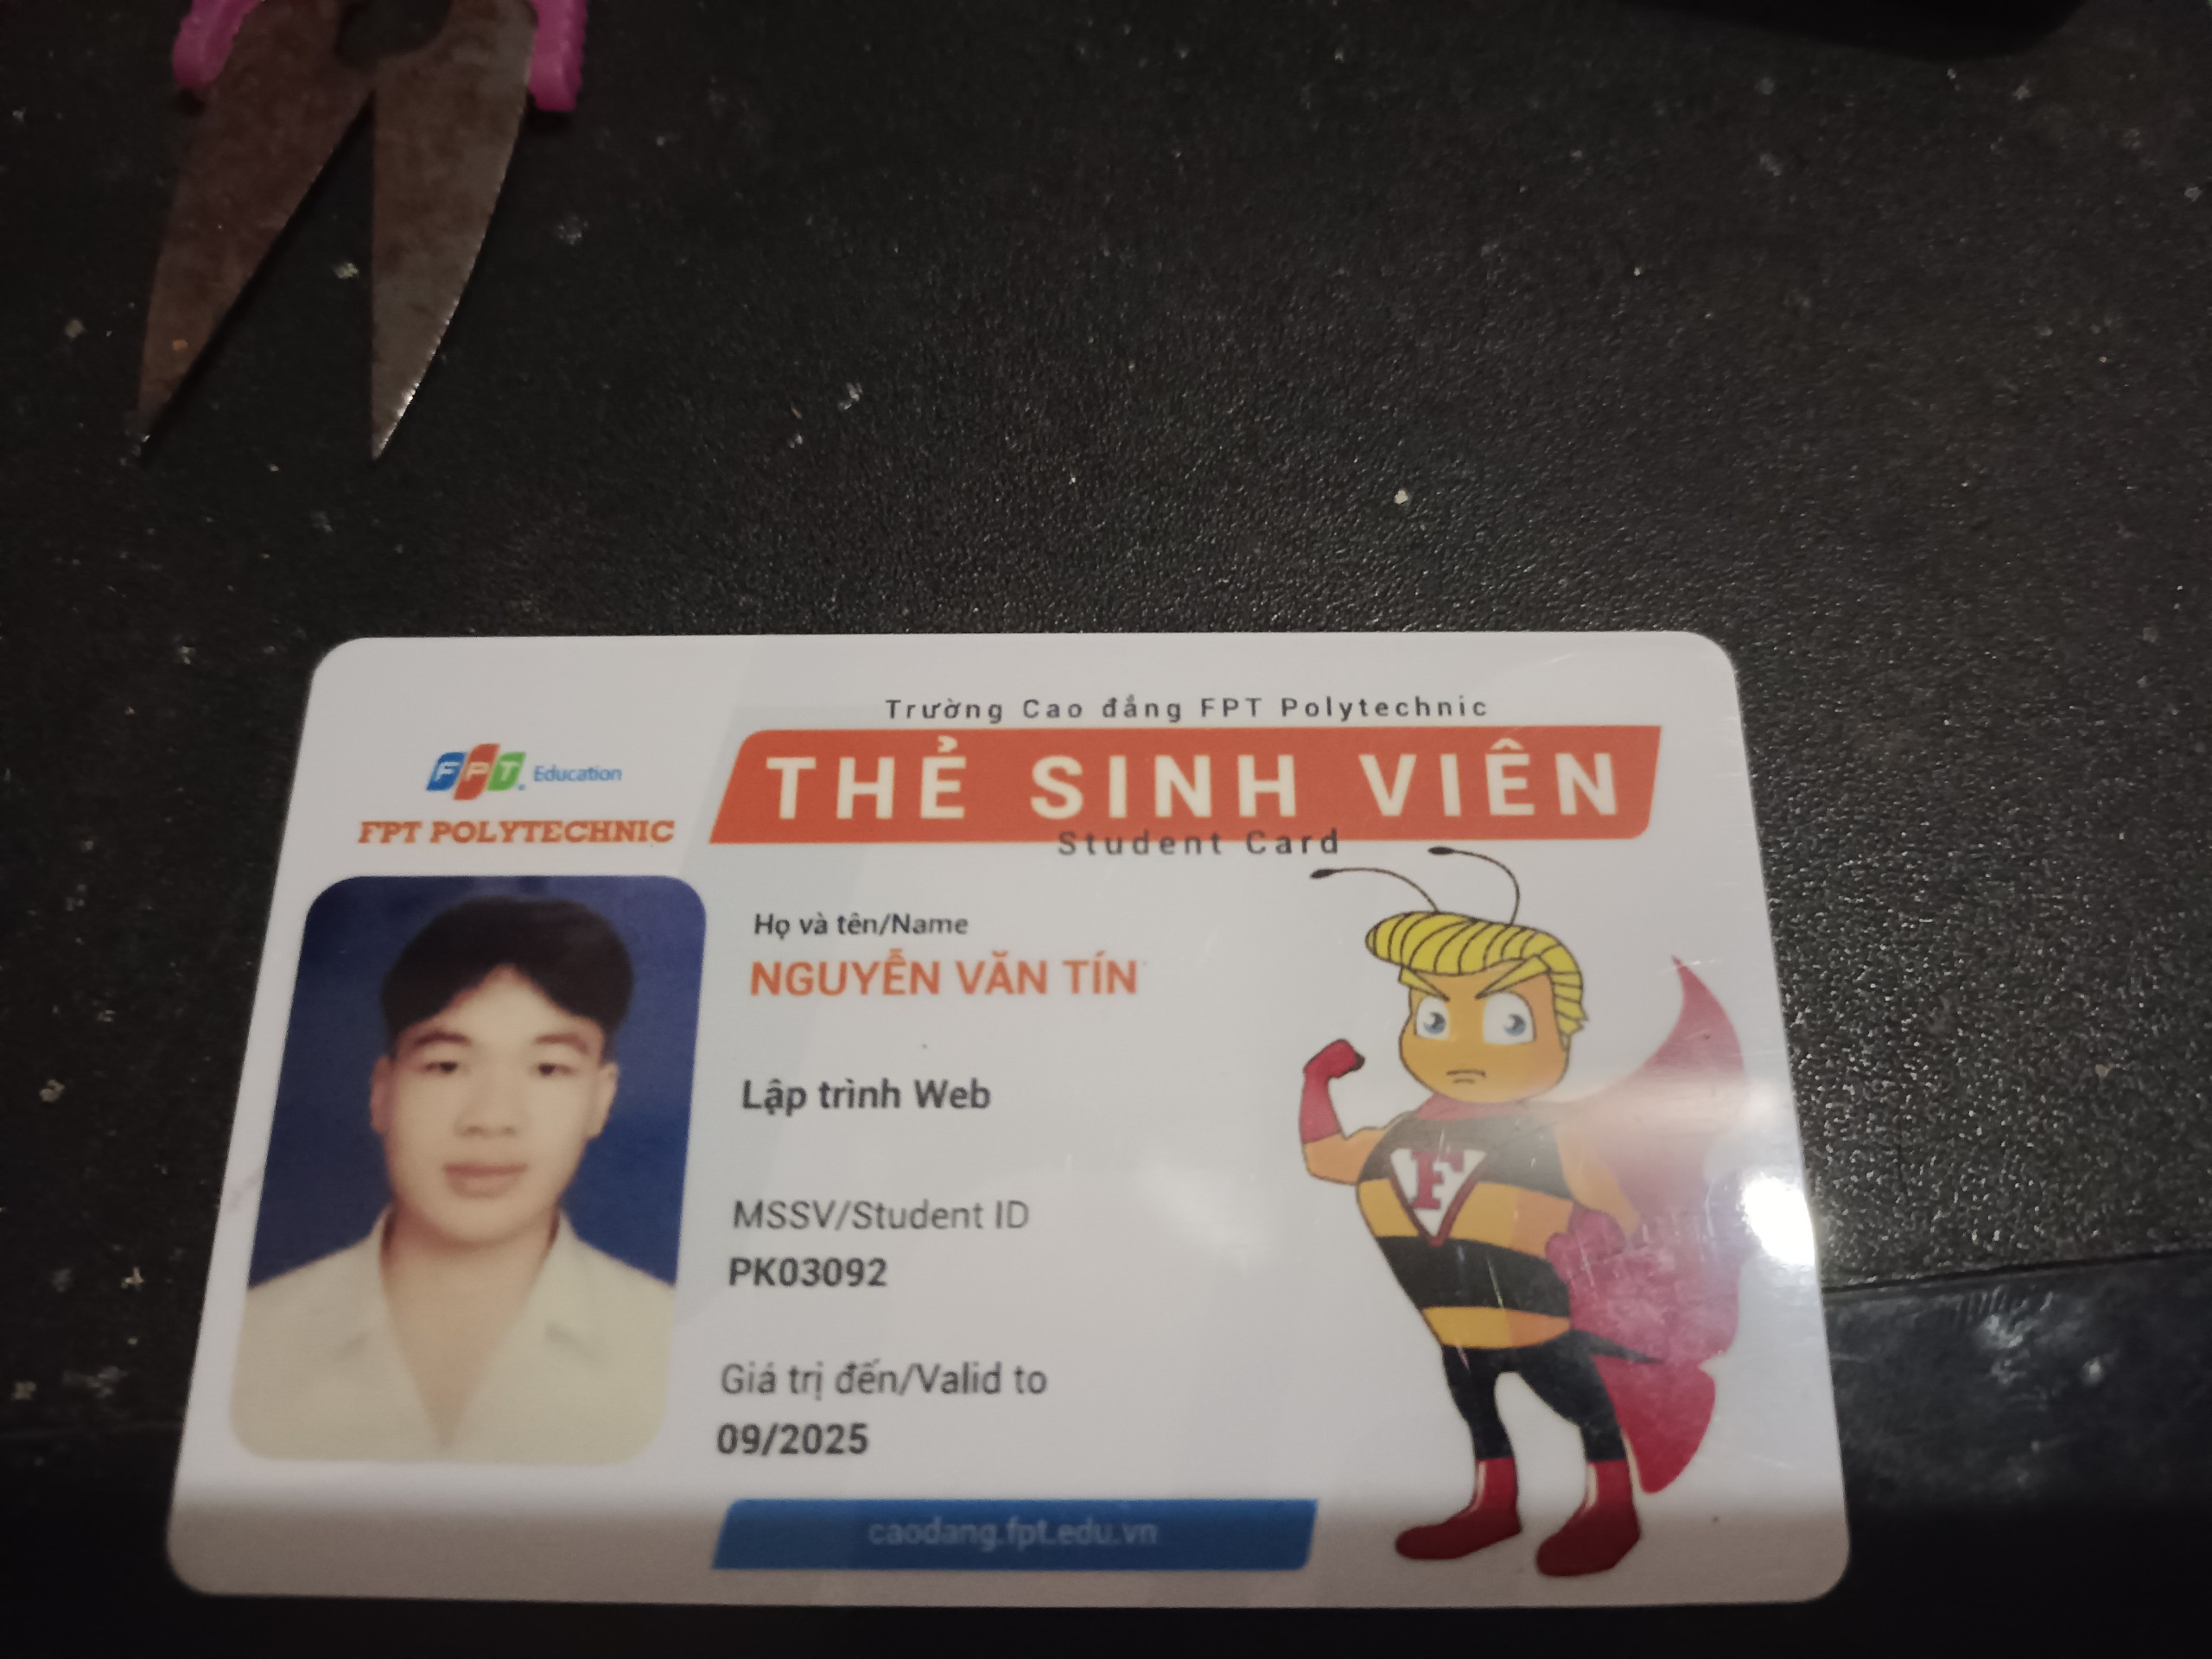 Trường Cao đẳng FPT Polytechnic
FPT Education
FPT POLYTECHNIC
THẺ SINH VIÊN
Student Card
Họ và tên/Name
NGUYỄN VĂN TÍN
Lập trình Web
MSSV/Student ID
PK03092
Giá trị đến/Valid to
09/2025
F
caodang.fpt.edu.vn